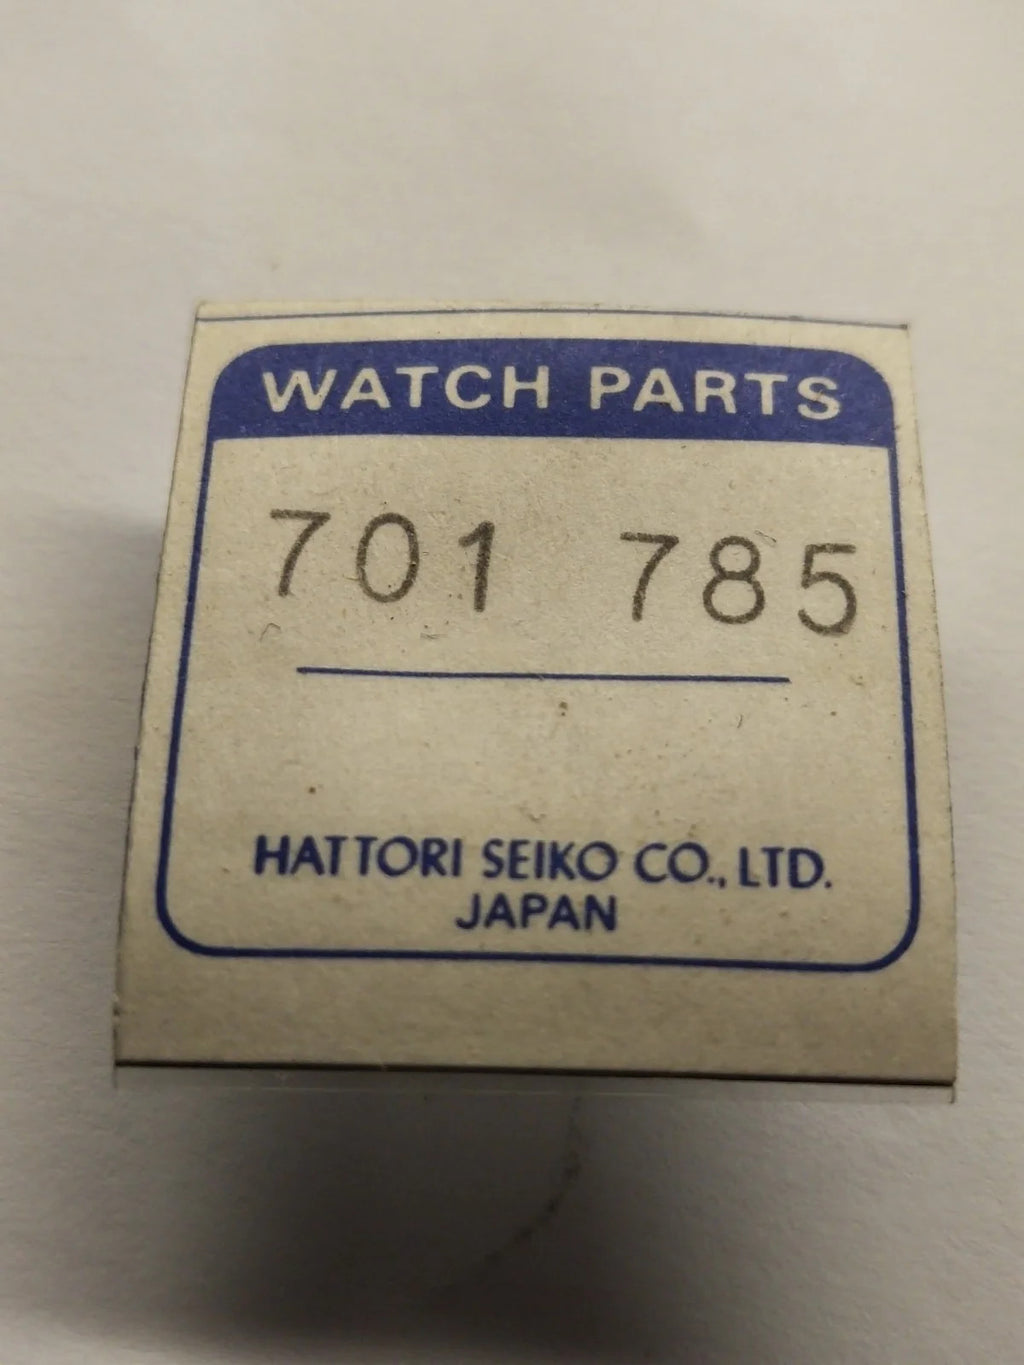 WATCH PARTS
701 785
HATTORI SEIKO CO., LTD.
JAPAN